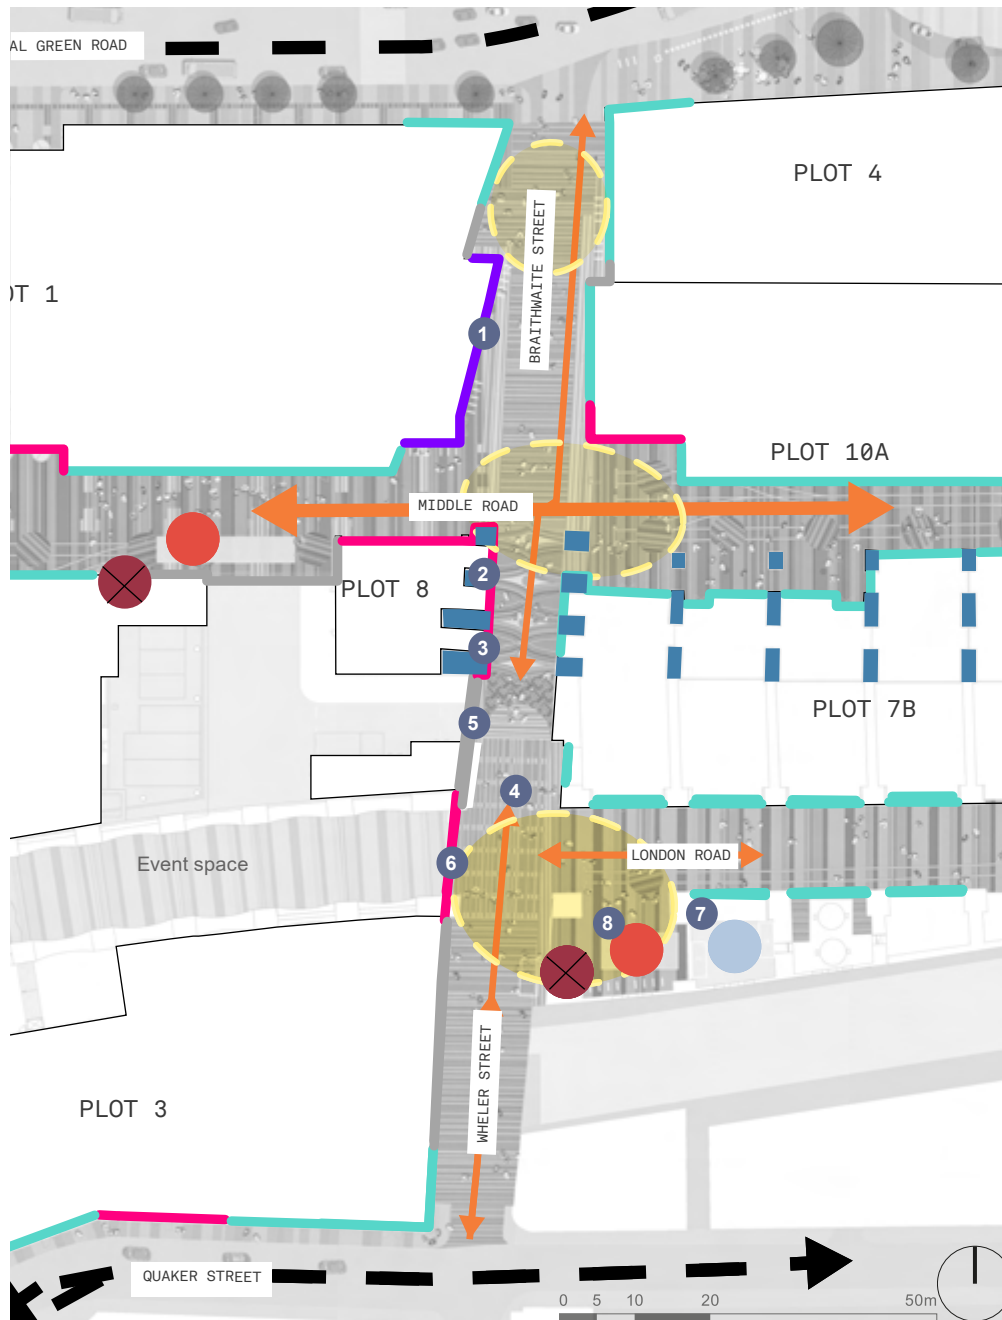 AL GREEN ROAD
PLOT 4
BRAITHWAITE STREET
OT 1
1
PLOT 10A
MIDDLE ROAD
2
PLOT 8
3
5
PLOT 7B
4
LONDON ROAD
6
Event space
7
8
WHELER STREET
PLOT 3
QUAKER STREET
0 5 10 20 50m